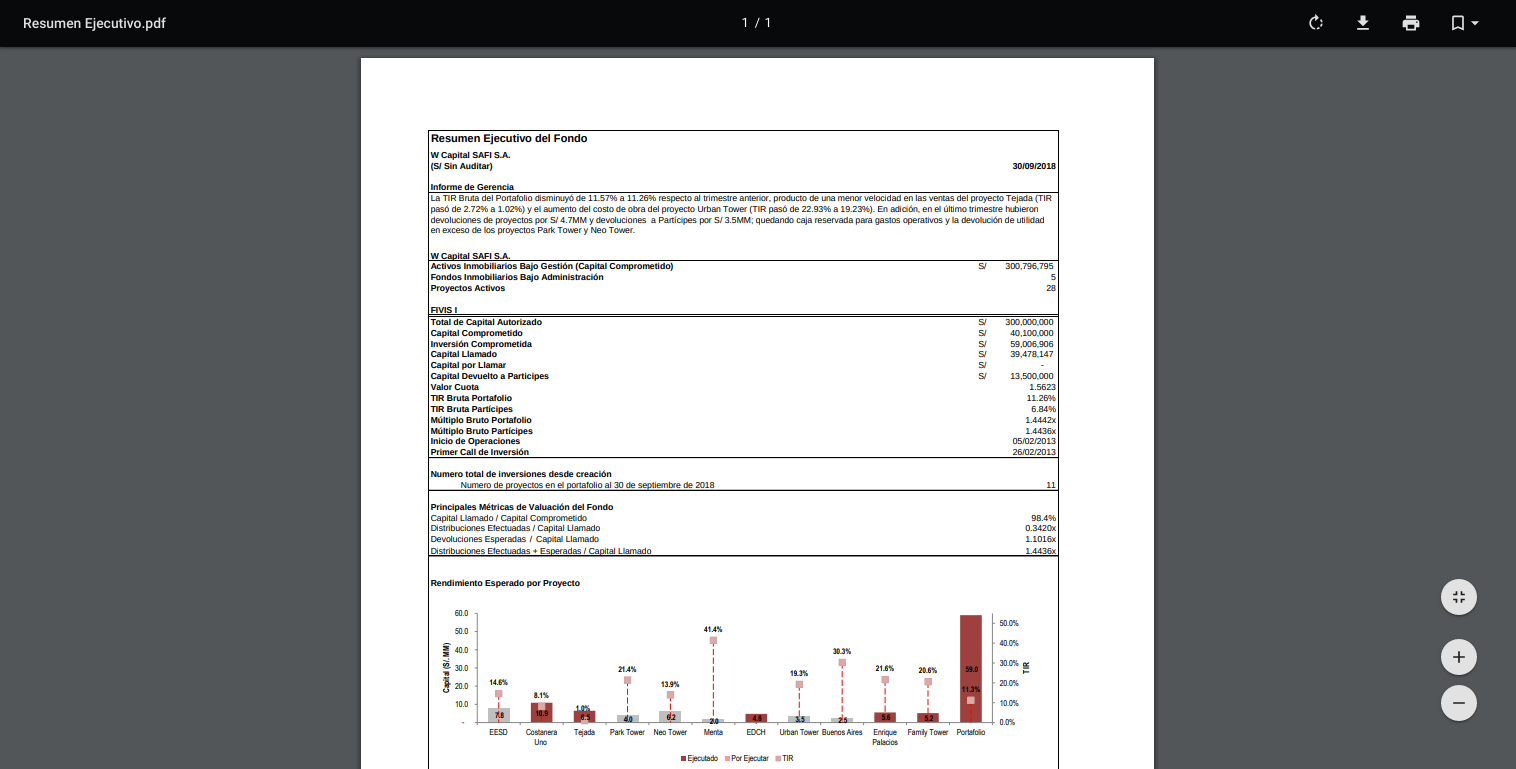 Resumen Ejecutivo.pdf
1 / 1
Resumen Ejecutivo del Fondo
W Capital SAFI S.A.
(S/ Sin Auditar) 30/09/2018
Informe de Gerencia
La TIR Bruta del Portafolio disminuyó de 11.57% a 11.26% respecto al trimestre anterior, producto de una menor velocidad en las ventas del proyecto Tejada (TIR
pasó de 2.72% a 1.02%) y el aumento del costo de obra del proyecto Urban Tower (TIR pasó de 22.93% a 19.23%). En adición, en el último trimestre hubieron
devoluciones de proyectos por S/ 4.7MM y devoluciones a Partícipes por S/ 3.5MM; quedando caja reservada para gastos operativos y la devolución de utilidad
en exceso de los proyectos Park Tower y Neo Tower.
W Capital SAFI S.A.
Activos Inmobiliarios Bajo Gestión (Capital Comprometido) S/ 300,796,795
Fondos Inmobiliarios Bajo Administración 5
Proyectos Activos 28
FIVIS I
Total de Capital Autorizado S/ 300,000,000
Capital Comprometido S/ 40,100,000
Inversión Comprometida S/ 59,006,906
Capital Llamado S/ 39,478,147
Capital por Llamar S/ -
Capital Devuelto a Partícipes S/ 13,500,000
Valor Cuota 1.5623
TIR Bruta Portafolio 11.26%
TIR Bruta Partícipes 6.84%
Múltiplo Bruto Portafolio 1.4442x
Múltiplo Bruto Partícipes 1.4436x
Inicio de Operaciones 05/02/2013
Primer Call de Inversión 26/02/2013
Numero total de inversiones desde creación
Numero de proyectos en el portafolio al 30 de septiembre de 2018 11
Principales Métricas de Valuación del Fondo
Capital Llamado / Capital Comprometido 98.4%
Distribuciones Efectuadas / Capital Llamado 0.3420x
Devoluciones Esperadas / Capital Llamado 1.1016x
Distribuciones Efectuadas + Esperadas / Capital Llamado 1.4436x
Rendimiento Esperado por Proyecto
Capital (S/. MM)
60.0
50.0
40.0
30.0
20.0
10.0
-
14.6% 8.1% 1.0% 21.4% 13.9% 41.4% 19.3% 30.3% 21.6% 20.6% 11.3%
7.8 10.9 6.5 4.0 6.2 2.0 4.8 3.5 2.5 5.6 5.2 59.0
50.0%
40.0%
30.0%
20.0%
10.0%
0.0%
TIR
EESD Costanera Tejada Park Tower Neo Tower Menta EDCH Urban Tower Buenos Aires Enrique Family Tower Portafolio
Uno Palacios
Ejecutado Por Ejecutar TIR